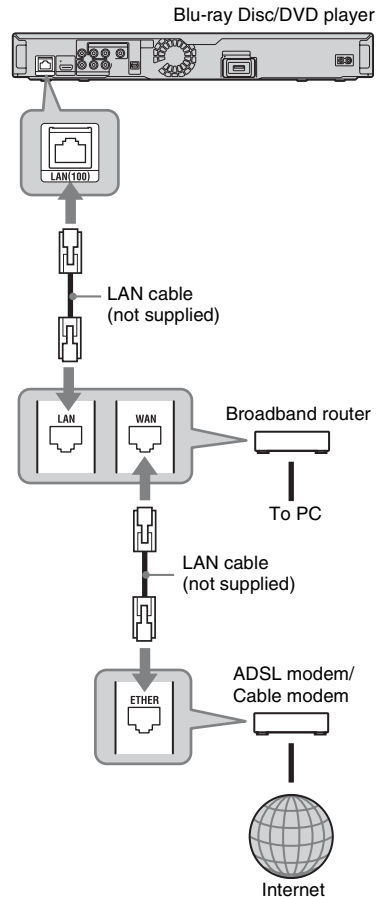 Blu-ray Disc/DVD player
LAN(100)
LAN cable
(not supplied)
LAN
WAN
Broadband router
To PC
LAN cable
(not supplied)
ETHER
ADSL modem/
Cable modem
Internet